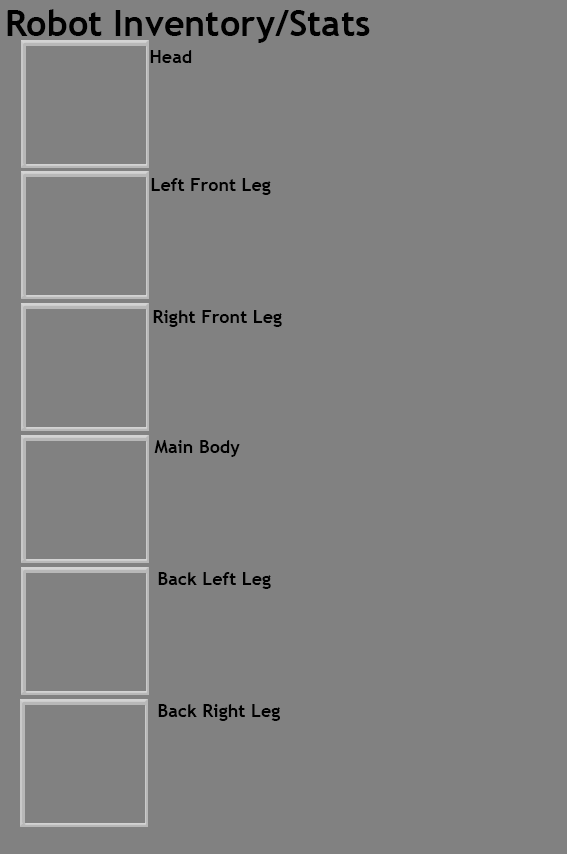 Robot Inventory/Stats
Head
Left Front Leg
Right Front Leg
Main Body
Back Left Leg
Back Right Leg